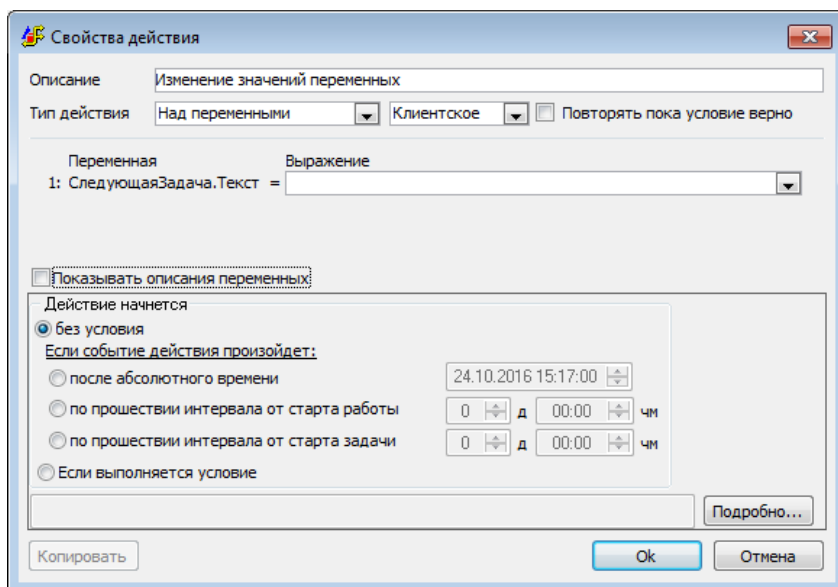 Свойства действия
Описание Изменение значений переменных
Тип действия Над переменными Клиентское Повторять пока условие верно
Переменная Выражение
1: СледующаяЗадача.Текст =
Показывать описания переменных
Действие начнется
без условия
Если событие действия произойдет:
после абсолютного времени 24.10.2016 15:17:00
по прошествии интервала от старта работы 0 д 00:00 чм
по прошествии интервала от старта задачи 0 д 00:00 чм
Если выполняется условие
Подробно...
Копировать Ok Отмена